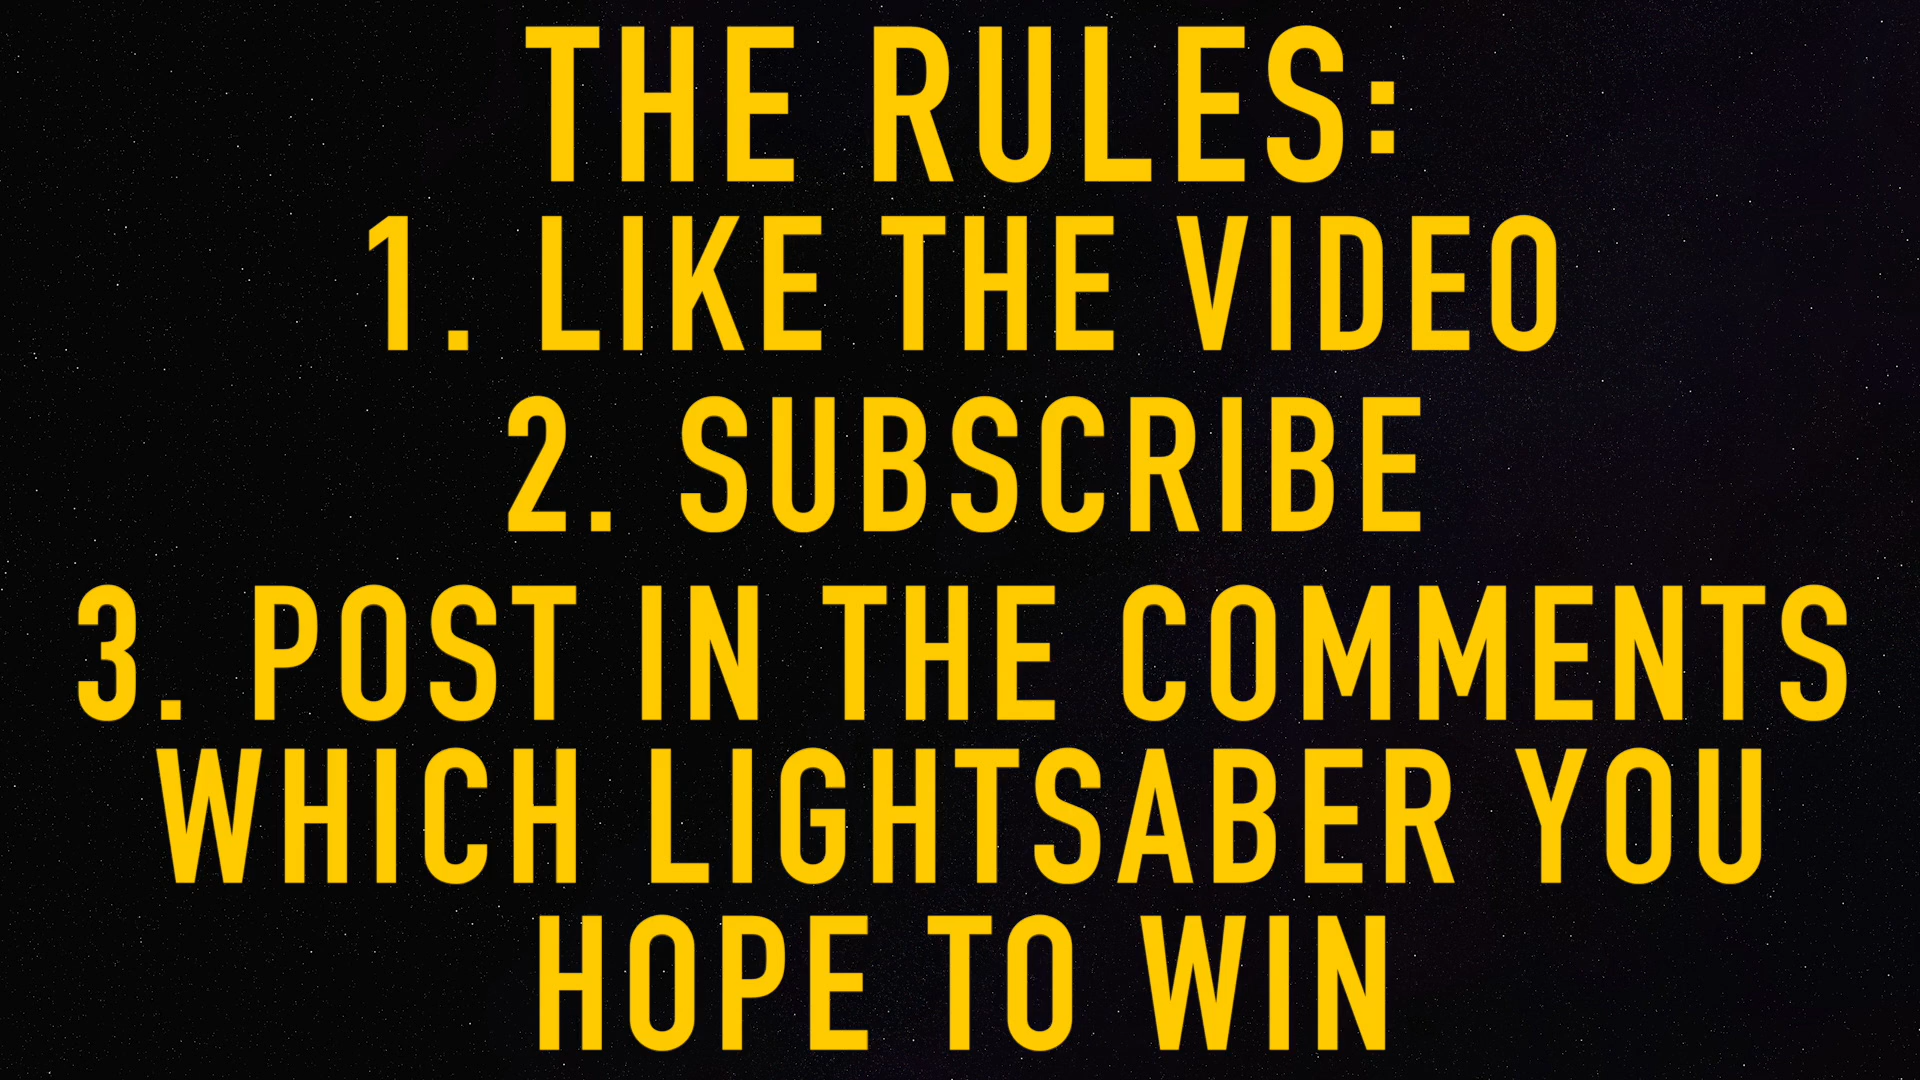 THE RULES:
1. LIKE THE VIDEO
2. SUBSCRIBE
3. POST IN THE COMMENTS
WHICH LIGHTSABER YOU
HOPE TO WIN